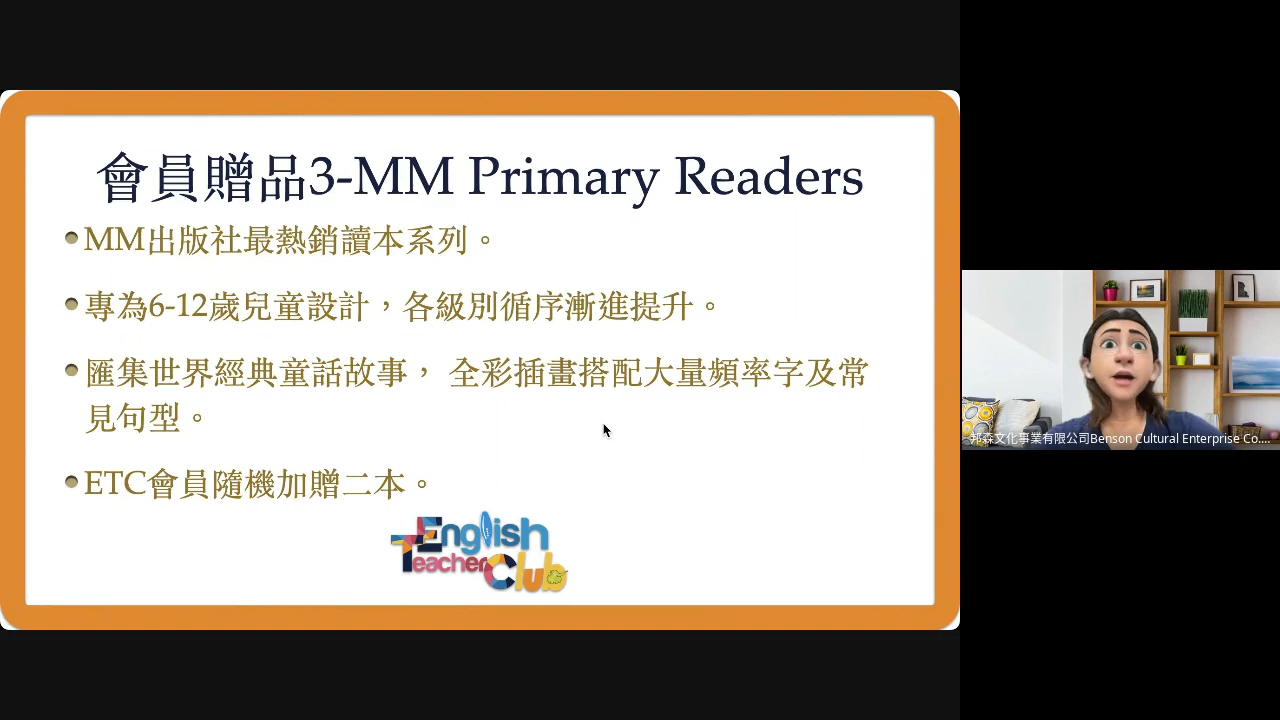 會員贈品3-MM Primary Readers
MM出版社最熱銷讀本系列。
專為6-12歲兒童設計，各級別循序漸進提升。
匯集世界經典童話故事， 全彩插畫搭配大量頻率字及常
見句型。
ETC會員隨機加贈二本。
English
Teacher Club
邦森文化事業有限公司Benson Cultural Enterprise Co....